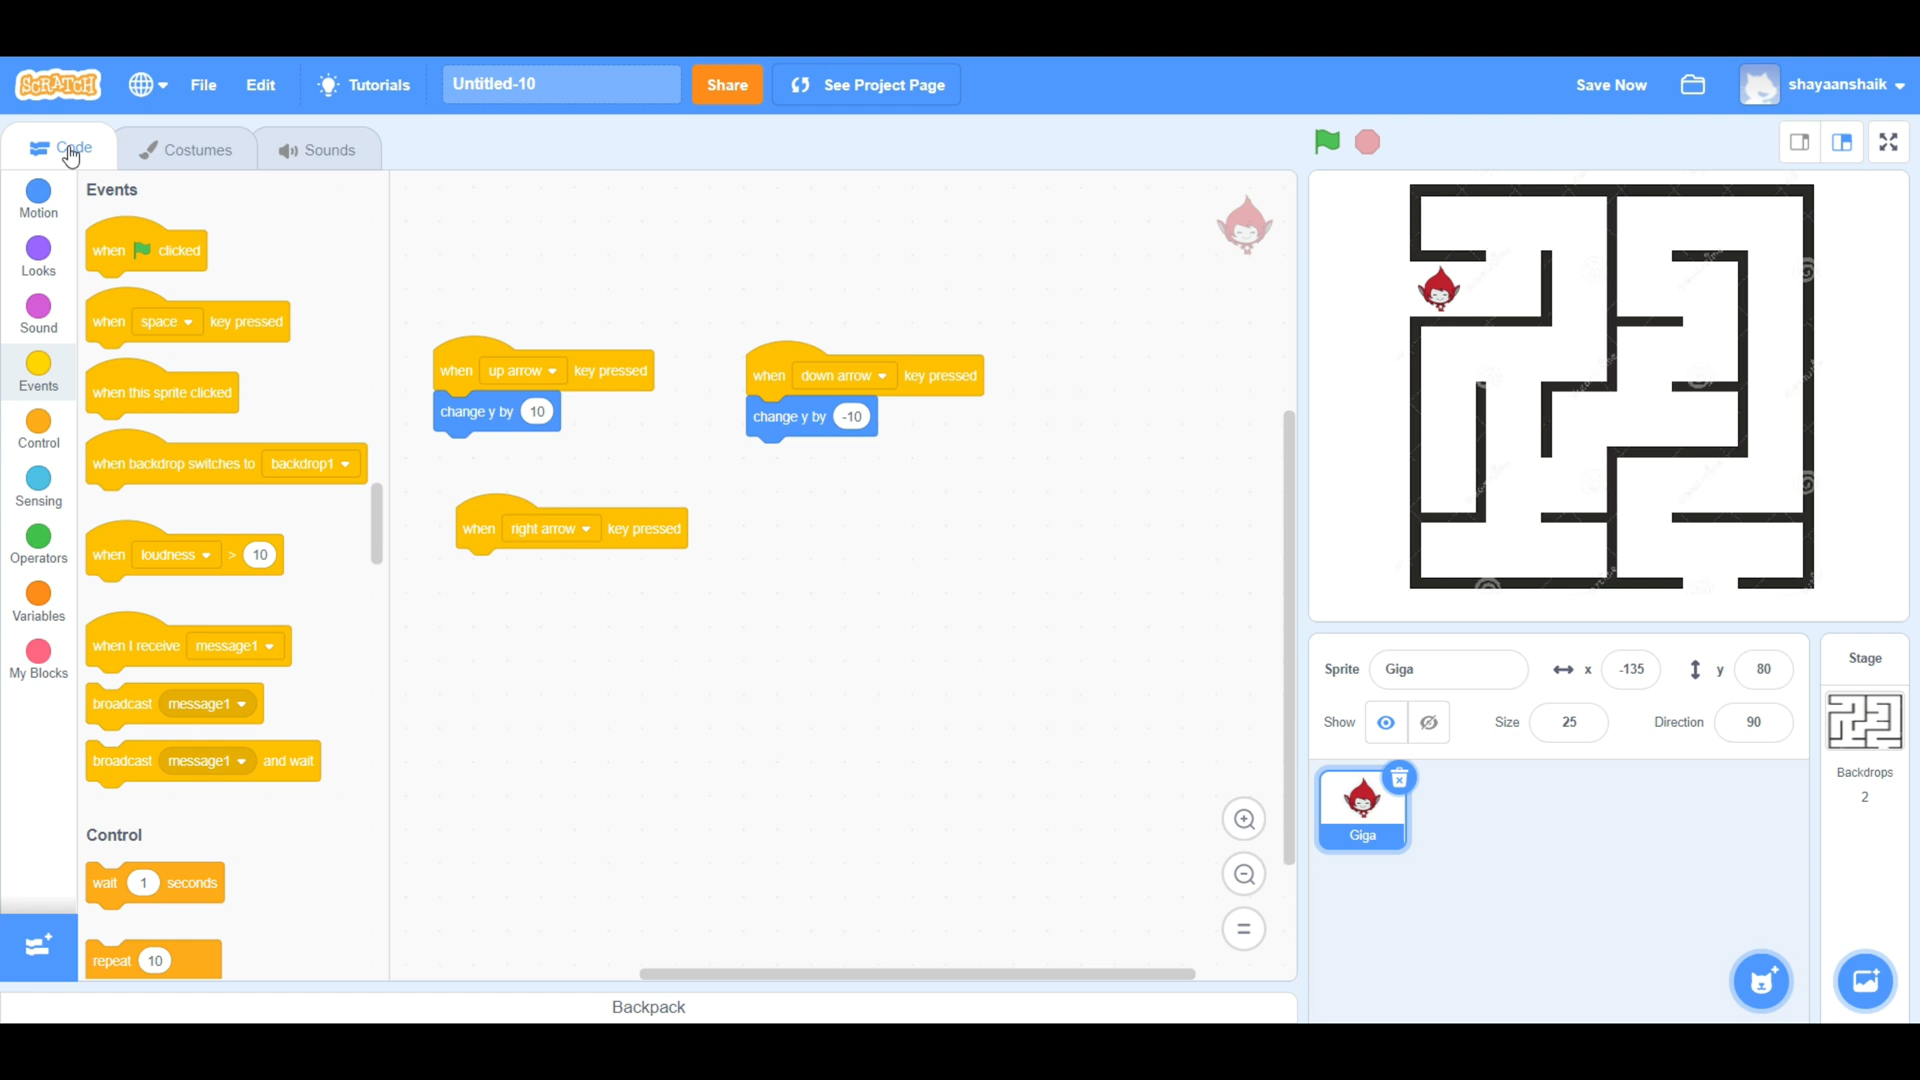 SCRATCH File Edit Tutorials Untitled-10 Share See Project Page Save Now shayaanshaik
Code Costumes Sounds
Motion
Looks
Sound
Events
Control
Sensing
Operators
Variables
My Blocks
Events
when clicked
when space key pressed
when this sprite clicked
when backdrop switches to backdrop1
when loudness > 10
when I receive message1
broadcast message1
broadcast message1 and wait
Control
wait 1 seconds
repeat 10
when up arrow key pressed
change y by 10
when down arrow key pressed
change y by -10
when right arrow key pressed
Backpack
Sprite Giga x -135 y 80
Show Size 25 Direction 90
Giga
Stage
Backdrops
2